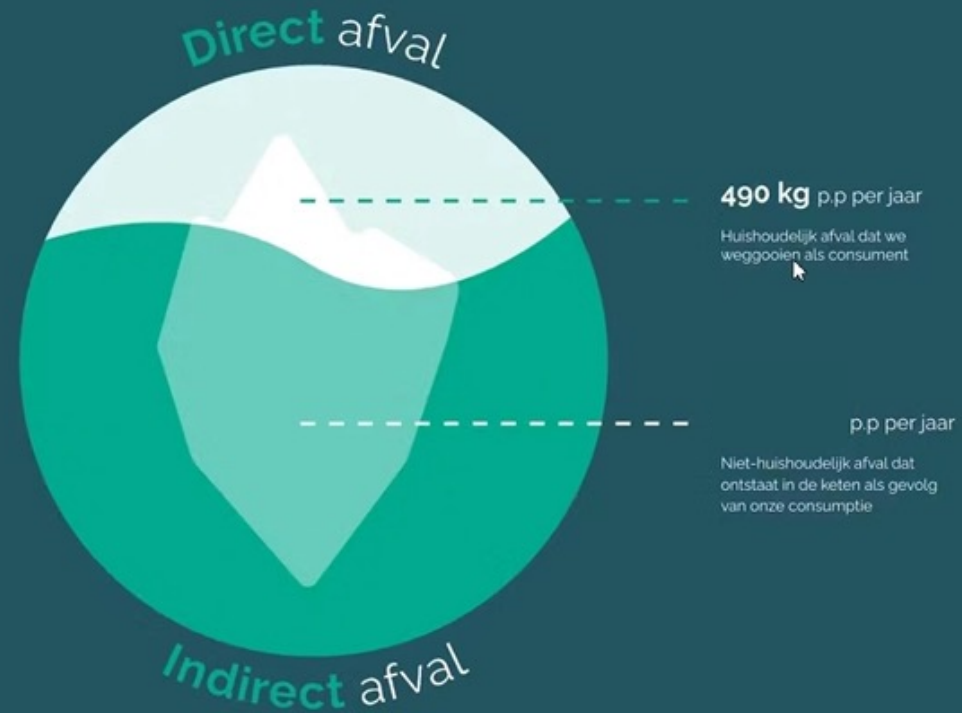 Direct afval
490 kg p.p per jaar
Huishoudelijk afval dat we
weggooien als consument
p.p per jaar
Niet-huishoudelijk afval dat
ontstaat in de keten als gevolg
van onze consumptie
Indirect afval